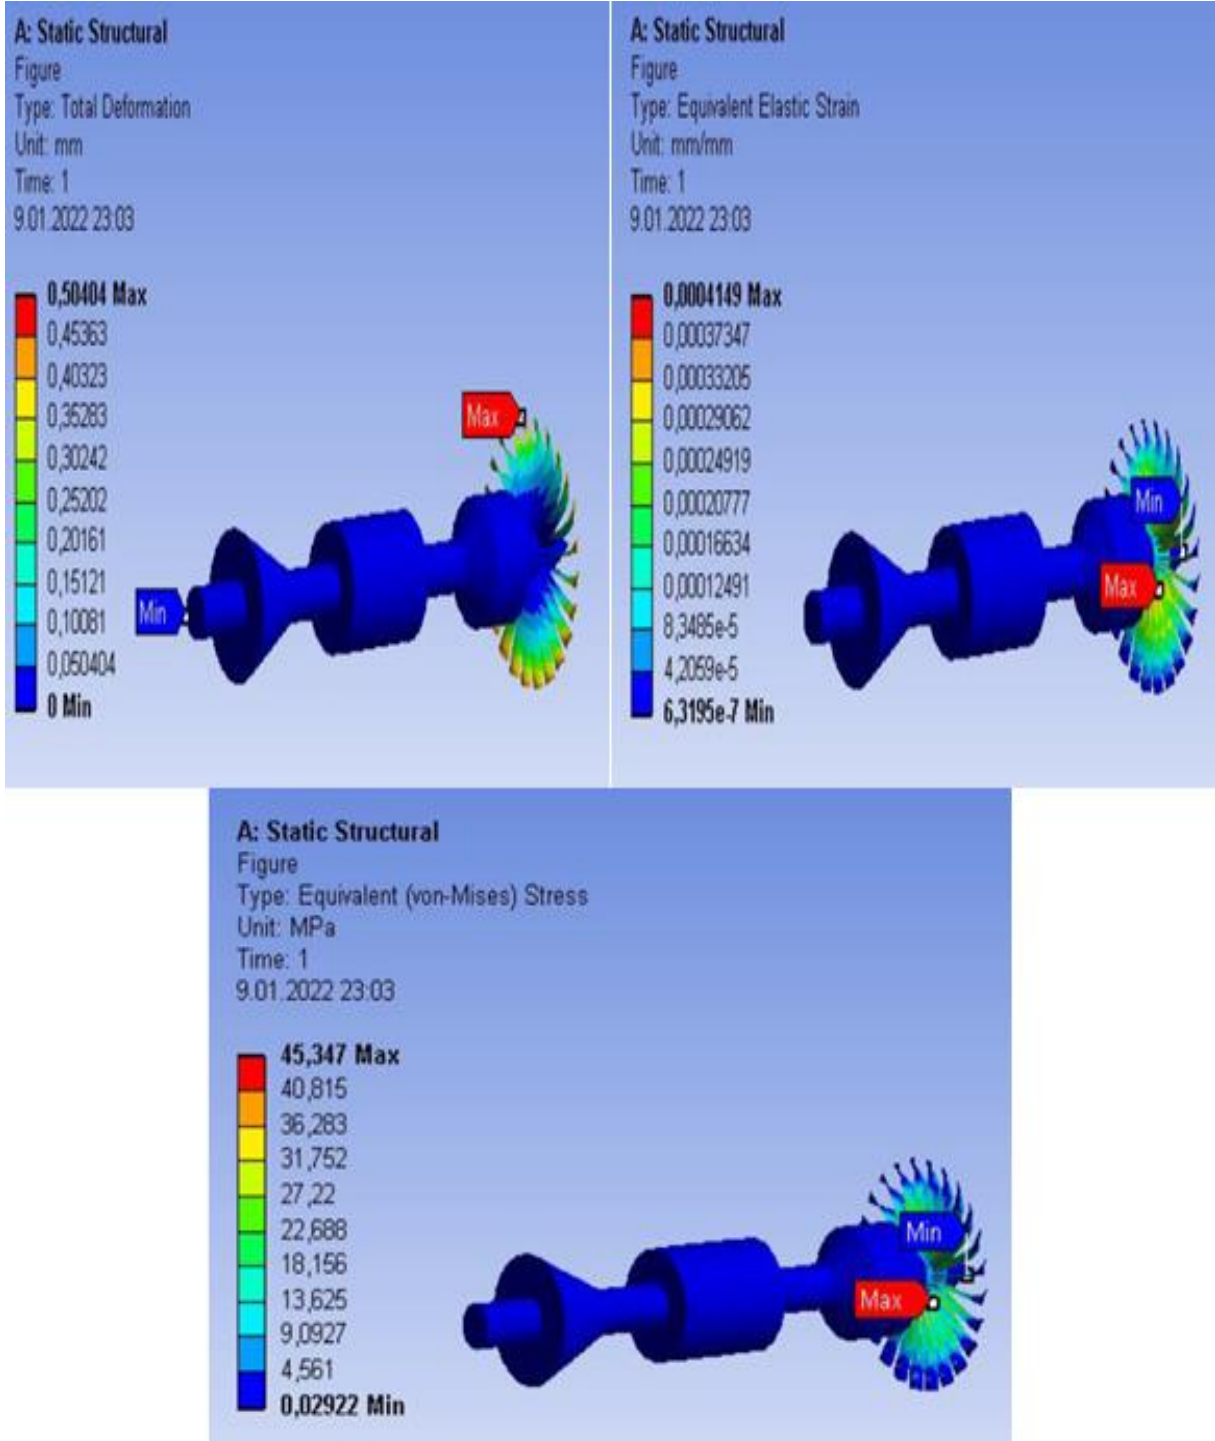 A: Static Structural
Figure
Type: Total Deformation
Unit: mm
Time: 1
9.01.2022 23:03
0,50404 Max
0,45363
0,40323
0,35283
0,30242
0,25202
0,20161
0,15121
0,10081
0,050404
0 Min
Max
Min
A: Static Structural
Figure
Type: Equivalent Elastic Strain
Unit: mm/mm
Time: 1
9.01.2022 23:03
0,0004149 Max
0,00037347
0,00033205
0,00029062
0,00024919
0,00020777
0,00016634
0,00012491
8,3485e-5
4,2059e-5
6,3195e-7 Min
Min
Max
A: Static Structural
Figure
Type: Equivalent (von-Mises) Stress
Unit: MPa
Time: 1
9.01.2022 23:03
45,347 Max
40,815
36,283
31,752
27,22
22,688
18,156
13,625
9,0927
4,561
0,02922 Min
Min
Max